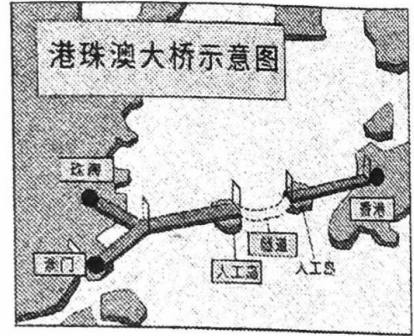 港珠澳大桥示意图
珠海
香港
澳门
隧道
人工岛
人工岛